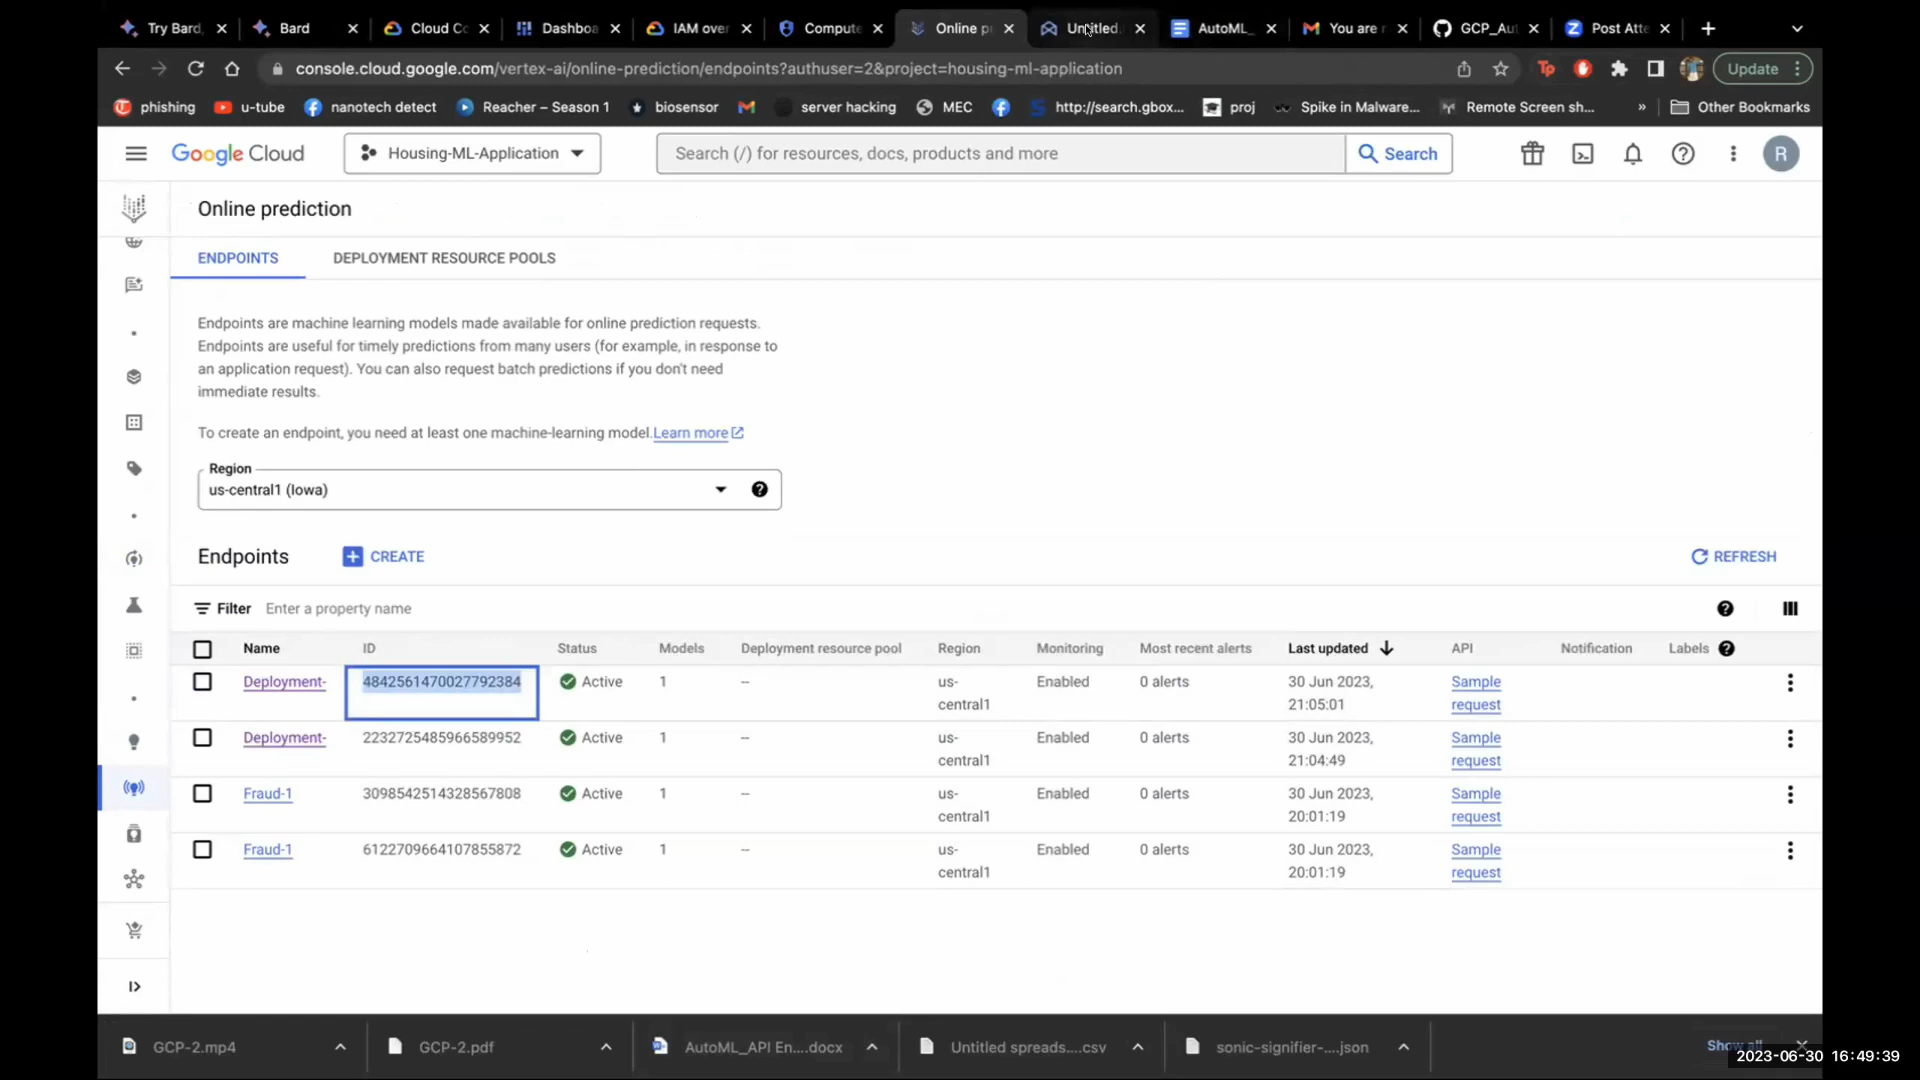 Try Bard, Bard Cloud Co Dashboa IAM over Compute Online p Untitled AutoML_ You are r GCP_Aut Post Atte
console.cloud.google.com/vertex-ai/online-prediction/endpoints?authuser=2&project=housing-ml-application Update
phishing u-tube nanotech detect Reacher – Season 1 biosensor server hacking MEC http://search.gbox... proj Spike in Malware... Remote Screen sh... » Other Bookmarks
Google Cloud Housing-ML-Application Search (/) for resources, docs, products and more Search R
Online prediction
ENDPOINTS DEPLOYMENT RESOURCE POOLS
Endpoints are machine learning models made available for online prediction requests.
Endpoints are useful for timely predictions from many users (for example, in response to
an application request). You can also request batch predictions if you don't need
immediate results.
To create an endpoint, you need at least one machine-learning model. Learn more
Region
us-central1 (Iowa)
Endpoints CREATE REFRESH
Filter Enter a property name
Name ID Status Models Deployment resource pool Region Monitoring Most recent alerts Last updated API Notification Labels
Deployment- 4842561470027792384 Active 1 – us- Enabled 0 alerts 30 Jun 2023, Sample
central1 21:05:01 request
Deployment- 2232725485966589952 Active 1 – us- Enabled 0 alerts 30 Jun 2023, Sample
central1 21:04:49 request
Fraud-1 3098542514328567808 Active 1 – us- Enabled 0 alerts 30 Jun 2023, Sample
central1 20:01:19 request
Fraud-1 6122709664107855872 Active 1 – us- Enabled 0 alerts 30 Jun 2023, Sample
central1 20:01:19 request
GCP-2.mp4 GCP-2.pdf AutoML_API En....docx Untitled spreads....csv sonic-signifier-....json Show all
2023-06-30 16:49:39